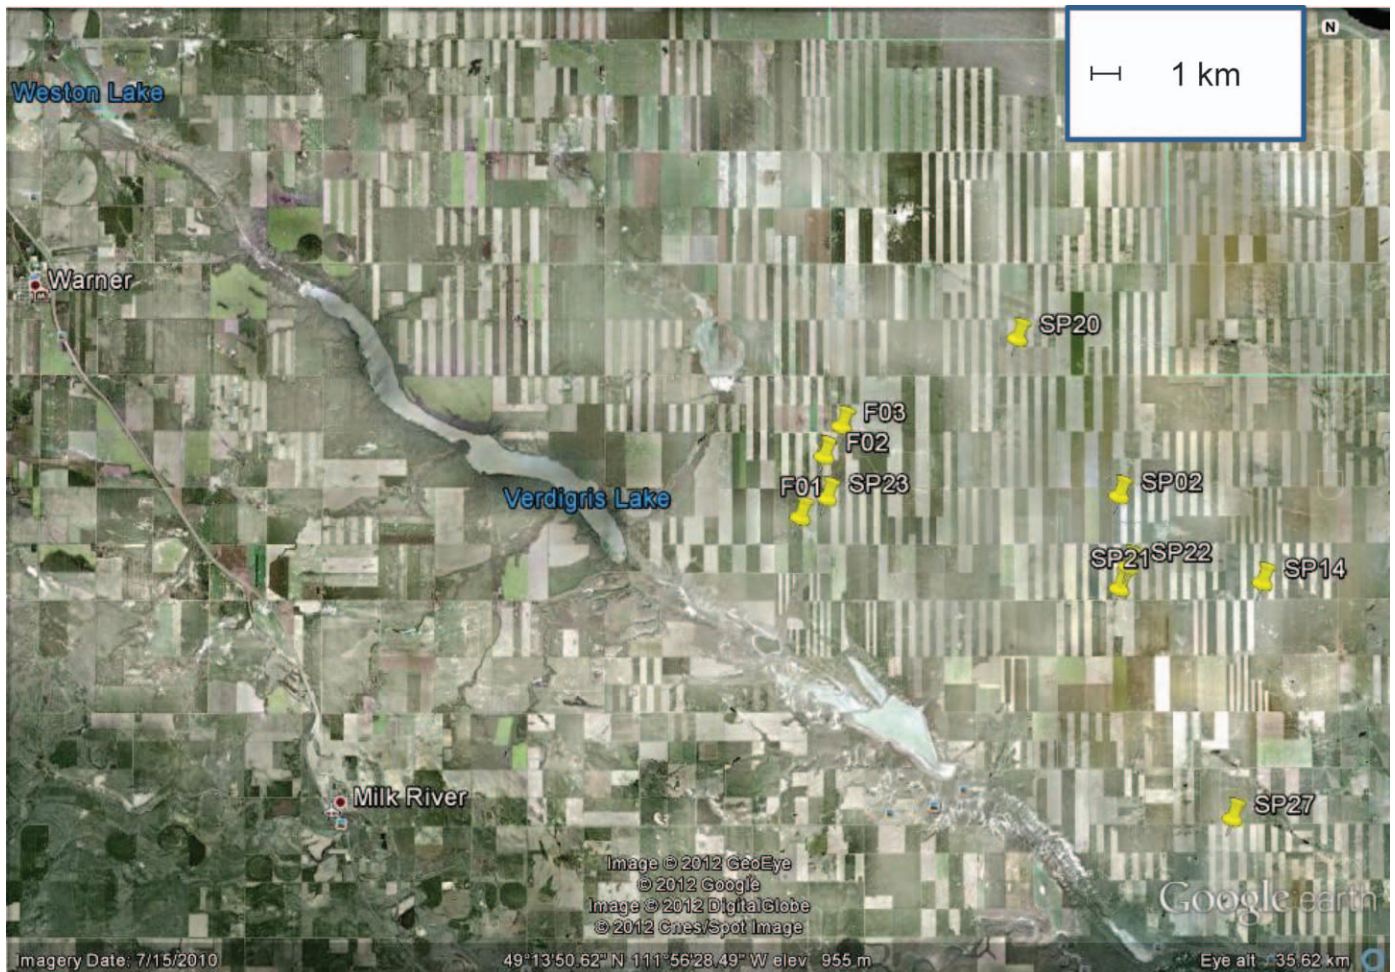 N
1 km
Weston Lake
Warner
SP20
F03
F02
F01
SP23
SP02
Verdigris Lake
SP21
SP22
SP14
Milk River
SP27
Image © 2012 GeoEye
© 2012 Google
Image © 2012 DigitalGlobe
© 2012 Cnes/Spot Image
Google earth
Imagery Date: 7/15/2010
49°13'50.62" N 111°56'28.49" W elev 955 m
Eye alt 35.62 km